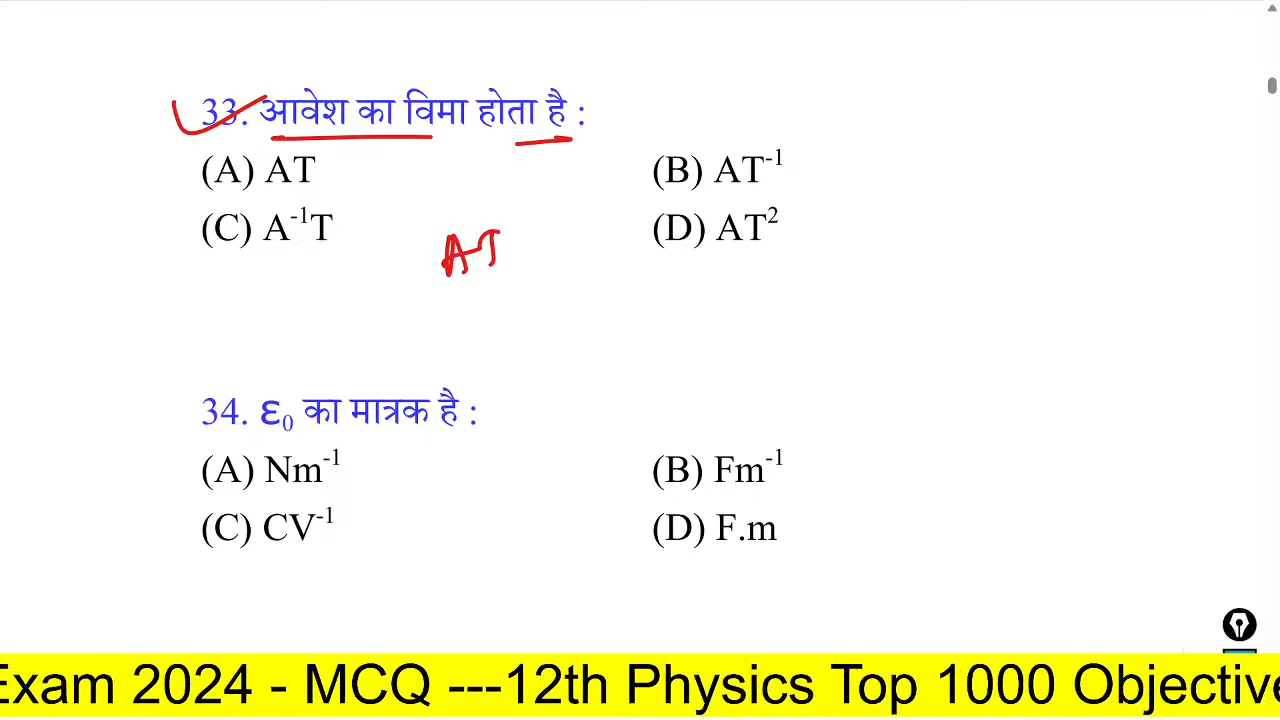 33. आवेश का विमा होता है :
(A) AT (B) AT⁻¹
(C) A⁻¹T (D) AT²
AT
34. ε₀ का मात्रक है :
(A) Nm⁻¹ (B) Fm⁻¹
(C) CV⁻¹ (D) F.m
Exam 2024 - MCQ ---12th Physics Top 1000 Objective